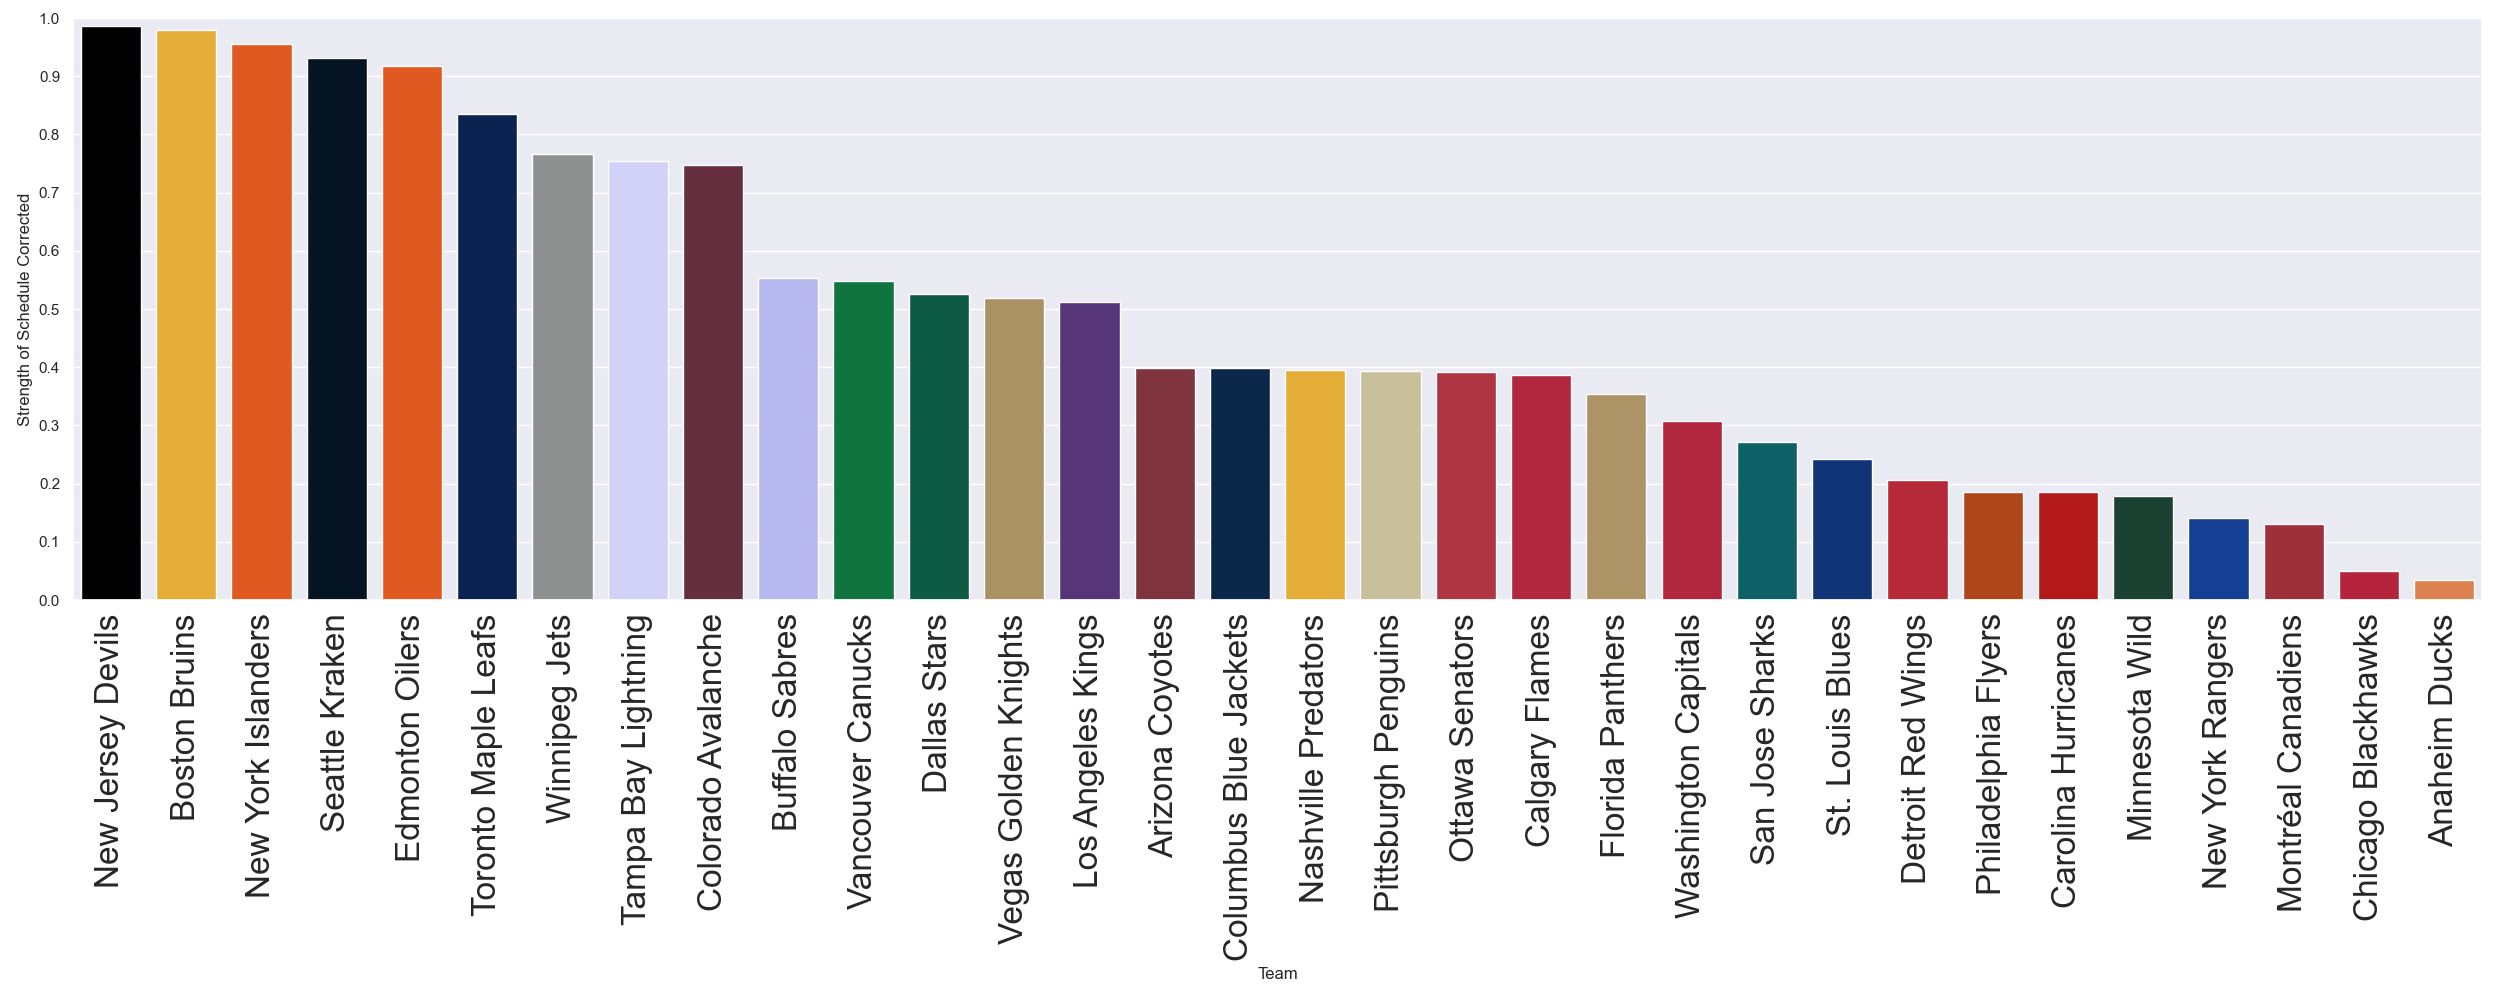 1.0
0.9
0.8
0.7
0.6
0.5
0.4
0.3
0.2
0.1
0.0
Strength of Schedule Corrected
New Jersey Devils
Boston Bruins
New York Islanders
Seattle Kraken
Edmonton Oilers
Toronto Maple Leafs
Winnipeg Jets
Tampa Bay Lightning
Colorado Avalanche
Buffalo Sabres
Vancouver Canucks
Dallas Stars
Vegas Golden Knights
Los Angeles Kings
Arizona Coyotes
Columbus Blue Jackets
Nashville Predators
Pittsburgh Penguins
Ottawa Senators
Calgary Flames
Florida Panthers
Washington Capitals
San Jose Sharks
St. Louis Blues
Detroit Red Wings
Philadelphia Flyers
Carolina Hurricanes
Minnesota Wild
New York Rangers
Montréal Canadiens
Chicago Blackhawks
Anaheim Ducks
Team